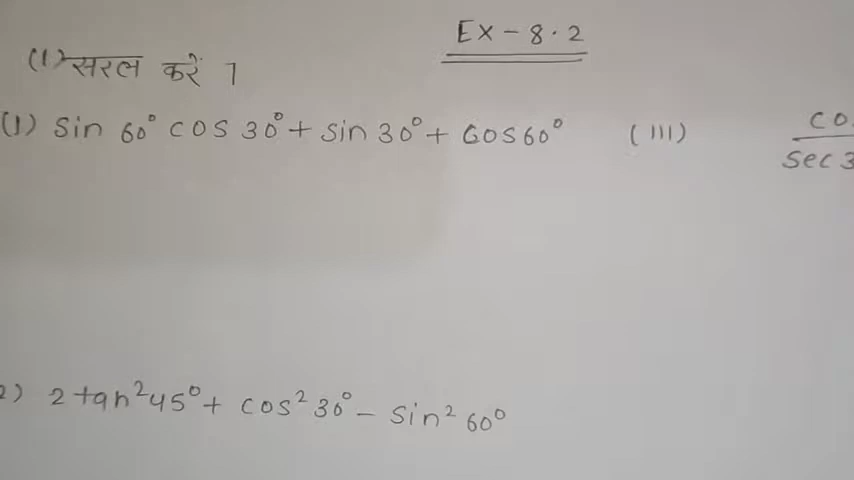 Ex - 8.2
(1) सरल करें ।
(1) Sin 60° cos 30° + sin 30° + cos 60°
(III)
2) 2 tan² 45° + cos² 30° - sin² 60°